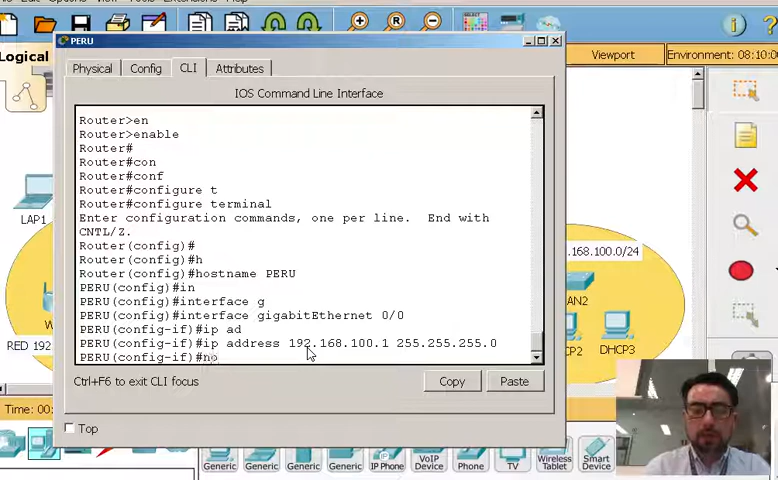 Options View Tools Extensions
PERU
Logical
Viewport
Environment: 08:10:0
Physical
Config
CLI
Attributes
IOS Command Line Interface
Router>en
Router>enable
Router#
Router#con
Router#conf
Router#configure t
Router#configure terminal
Enter configuration commands, one per line. End with
CNTL/Z.
Router(config)#
Router(config)#h
Router(config)#hostname PERU
PERU(config)#in
PERU(config)#interface g
PERU(config)#interface gigabitEthernet 0/0
PERU(config-if)#ip ad
PERU(config-if)#ip address 192.168.100.1 255.255.255.0
PERU(config-if)#no
Ctrl+F6 to exit CLI focus
Copy
Paste
Top
LAP1
W
RED 192
.168.100.0/24
AN2
DHCP3
Time: 00:
Generic
Generic
Generic
Generic
IP Phone
VoIP
Device
Phone
TV
Wireless
Tablet
Smart
Device